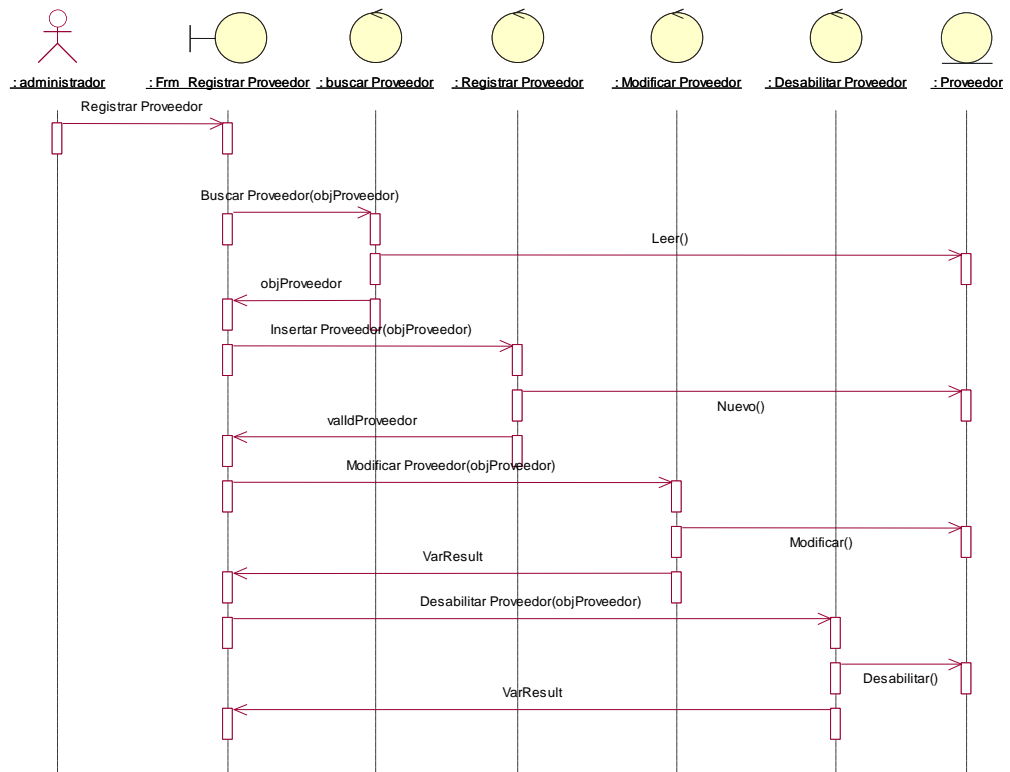 : administrador
: Frm_Registrar Proveedor
: buscar Proveedor
: Registrar Proveedor
: Modificar Proveedor
: Desabilitar Proveedor
: Proveedor
Registrar Proveedor
Buscar Proveedor(objProveedor)
Leer()
objProveedor
Insertar Proveedor(objProveedor)
Nuevo()
valIdProveedor
Modificar Proveedor(objProveedor)
Modificar()
VarResult
Desabilitar Proveedor(objProveedor)
Desabilitar()
VarResult